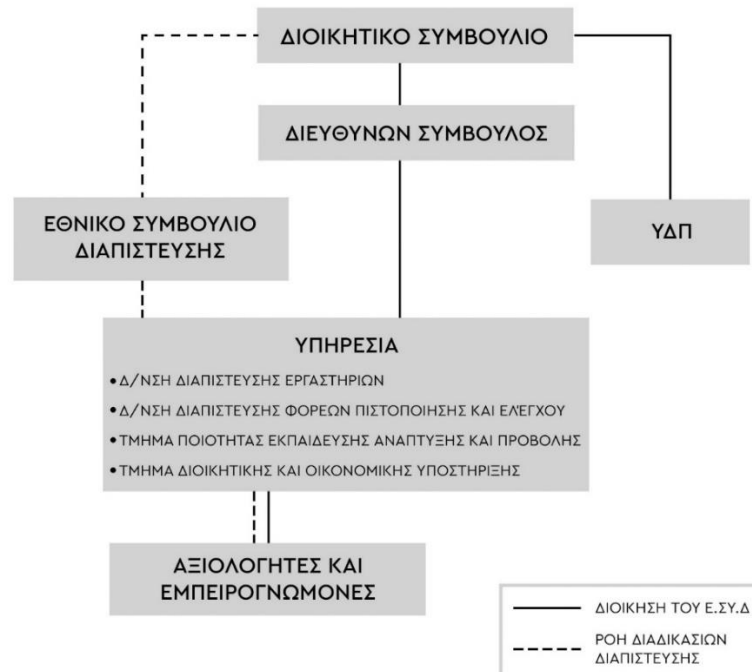 ΔΙΟΙΚΗΤΙΚΟ ΣΥΜΒΟΥΛΙΟ
ΔΙΕΥΘΥΝΩΝ ΣΥΜΒΟΥΛΟΣ
ΕΘΝΙΚΟ ΣΥΜΒΟΥΛΙΟ
ΔΙΑΠΙΣΤΕΥΣΗΣ
ΥΔΠ
ΥΠΗΡΕΣΙΑ
• Δ/ΝΣΗ ΔΙΑΠΙΣΤΕΥΣΗΣ ΕΡΓΑΣΤΗΡΙΩΝ
• Δ/ΝΣΗ ΔΙΑΠΙΣΤΕΥΣΗΣ ΦΟΡΕΩΝ ΠΙΣΤΟΠΟΙΗΣΗΣ ΚΑΙ ΕΛΈΓΧΟΥ
• ΤΜΗΜΑ ΠΟΙΟΤΗΤΑΣ ΕΚΠΑΙΔΕΥΣΗΣ ΑΝΑΠΤΥΞΗΣ ΚΑΙ ΠΡΟΒΟΛΗΣ
• ΤΜΗΜΑ ΔΙΟΙΚΗΤΙΚΗΣ ΚΑΙ ΟΙΚΟΝΟΜΙΚΗΣ ΥΠΟΣΤΗΡΙΞΗΣ
ΑΞΙΟΛΟΓΗΤΕΣ ΚΑΙ
ΕΜΠΕΙΡΟΓΝΩΜΟΝΕΣ
ΔΙΟΙΚΗΣΗ ΤΟΥ Ε.ΣΥ.Δ
ΡΟΗ ΔΙΑΔΙΚΑΣΙΩΝ
ΔΙΑΠΙΣΤΕΥΣΗΣ